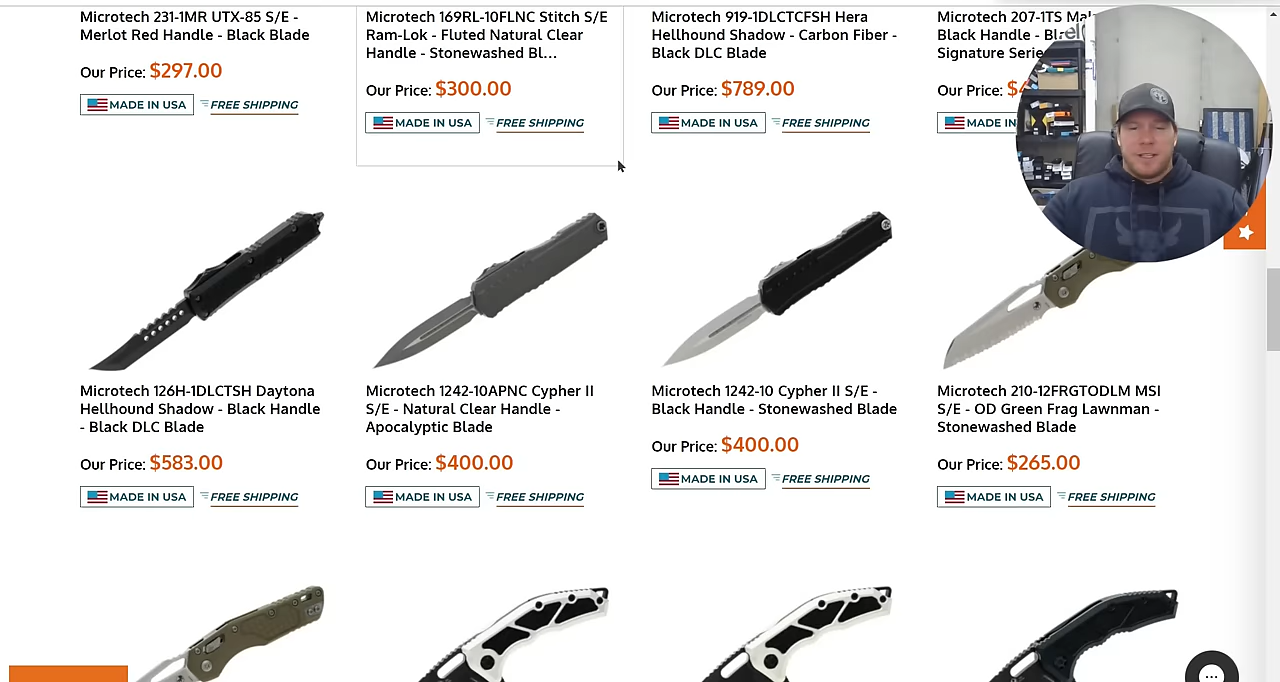 Microtech 231-1MR UTX-85 S/E -
Merlot Red Handle - Black Blade
Our Price: $297.00
MADE IN USA FREE SHIPPING
Microtech 169RL-10FLNC Stitch S/E
Ram-Lok - Fluted Natural Clear
Handle - Stonewashed Bl...
Our Price: $300.00
MADE IN USA FREE SHIPPING
Microtech 919-1DLCTCFSH Hera
Hellhound Shadow - Carbon Fiber -
Black DLC Blade
Our Price: $789.00
MADE IN USA FREE SHIPPING
Microtech 207-1TS
Black Handle -
Signature Series
Our Price: $4
MADE IN
Microtech 126H-1DLCTSH Daytona
Hellhound Shadow - Black Handle
- Black DLC Blade
Our Price: $583.00
MADE IN USA FREE SHIPPING
Microtech 1242-10APNC Cypher II
S/E - Natural Clear Handle -
Apocalyptic Blade
Our Price: $400.00
MADE IN USA FREE SHIPPING
Microtech 1242-10 Cypher II S/E -
Black Handle - Stonewashed Blade
Our Price: $400.00
MADE IN USA FREE SHIPPING
Microtech 210-12FRGTODLM MSI
S/E - OD Green Frag Lawnman -
Stonewashed Blade
Our Price: $265.00
MADE IN USA FREE SHIPPING